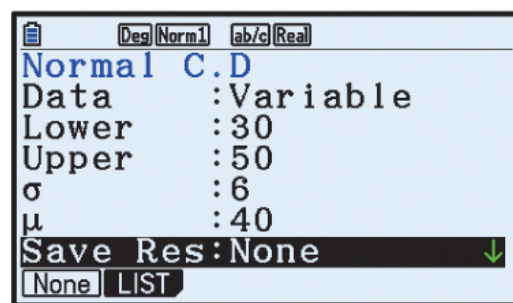 Deg Norm1 ab/c Real
Normal C.D
Data :Variable
Lower :30
Upper :50
σ :6
μ :40
Save Res:None ↓
None LIST